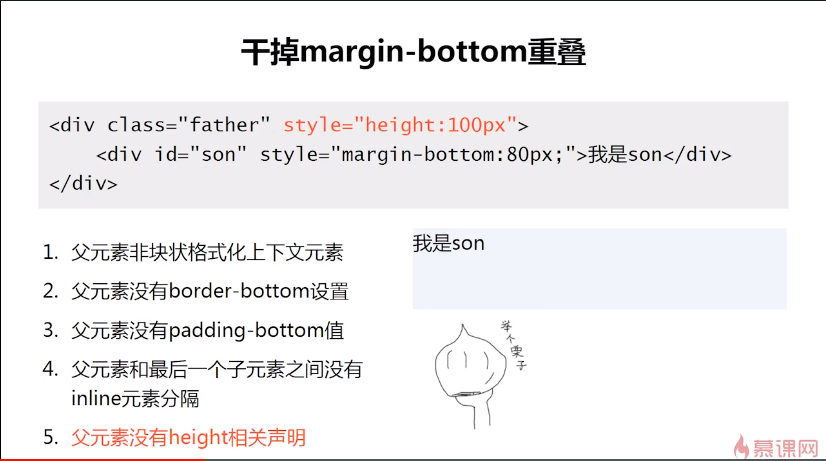 干掉margin-bottom重叠
<div class="father" style="height:100px">
<div id="son" style="margin-bottom:80px;">我是son</div>
</div>
1. 父元素非块状格式化上下文元素
2. 父元素没有border-bottom设置
3. 父元素没有padding-bottom值
4. 父元素和最后一个子元素之间没有
inline元素分隔
5. 父元素没有height相关声明
我是son
举个栗子
慕课网